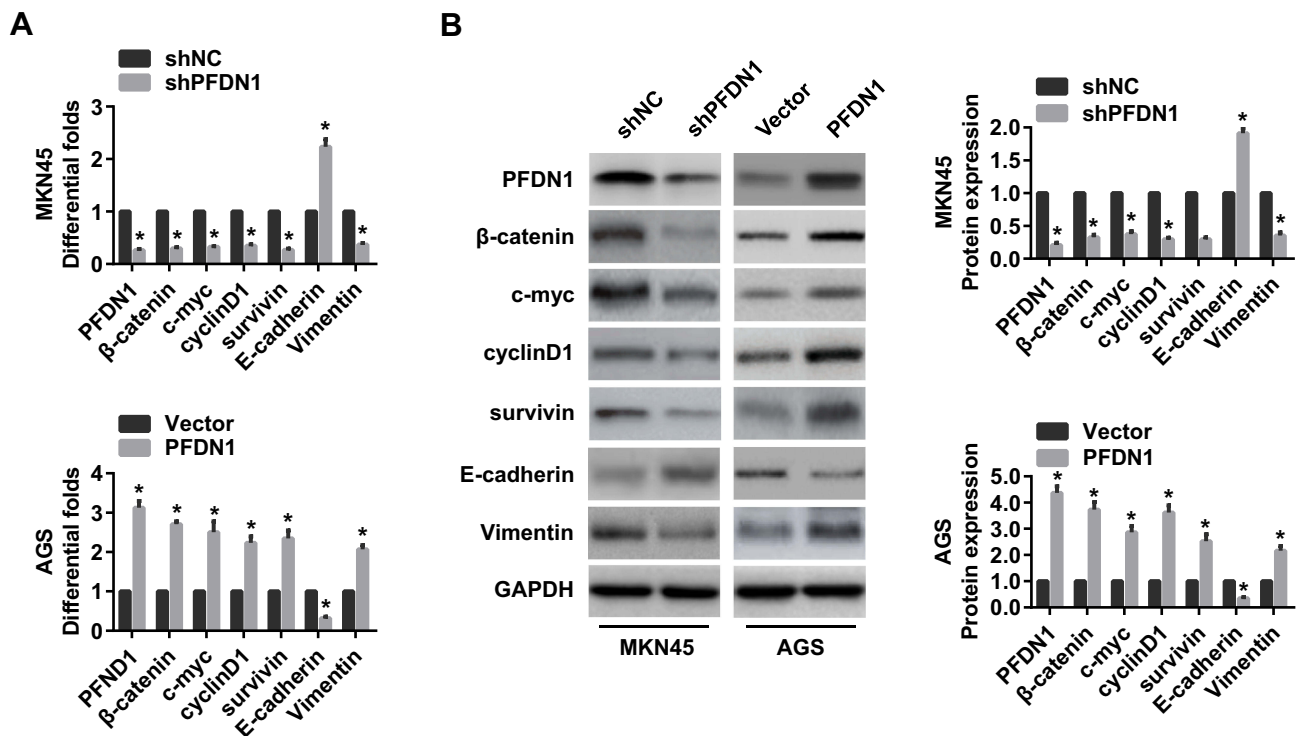 A
shNC
shPFDN1
MKN45
Differential folds
3
2
1
0
*
*
*
*
*
*
*
PFDN1
β-catenin
c-myc
cyclinD1
survivin
E-cadherin
Vimentin
Vector
PFDN1
AGS
Differential folds
4
3
2
1
0
*
*
*
*
*
*
*
PFND1
β-catenin
c-myc
cyclinD1
survivin
E-cadherin
Vimentin
B
shNC
shPFDN1
Vector
PFDN1
PFDN1
β-catenin
c-myc
cyclinD1
survivin
E-cadherin
Vimentin
GAPDH
MKN45
AGS
shNC
shPFDN1
MKN45
Protein expression
2.0
1.5
1.0
0.5
0.0
*
*
*
*
*
*
PFDN1
β-catenin
c-myc
cyclinD1
survivin
E-cadherin
Vimentin
Vector
PFDN1
AGS
Protein expression
5.0
4.0
3.0
2.0
1.0
0.0
*
*
*
*
*
*
*
PFDN1
β-catenin
c-myc
cyclinD1
survivin
E-cadherin
Vimentin